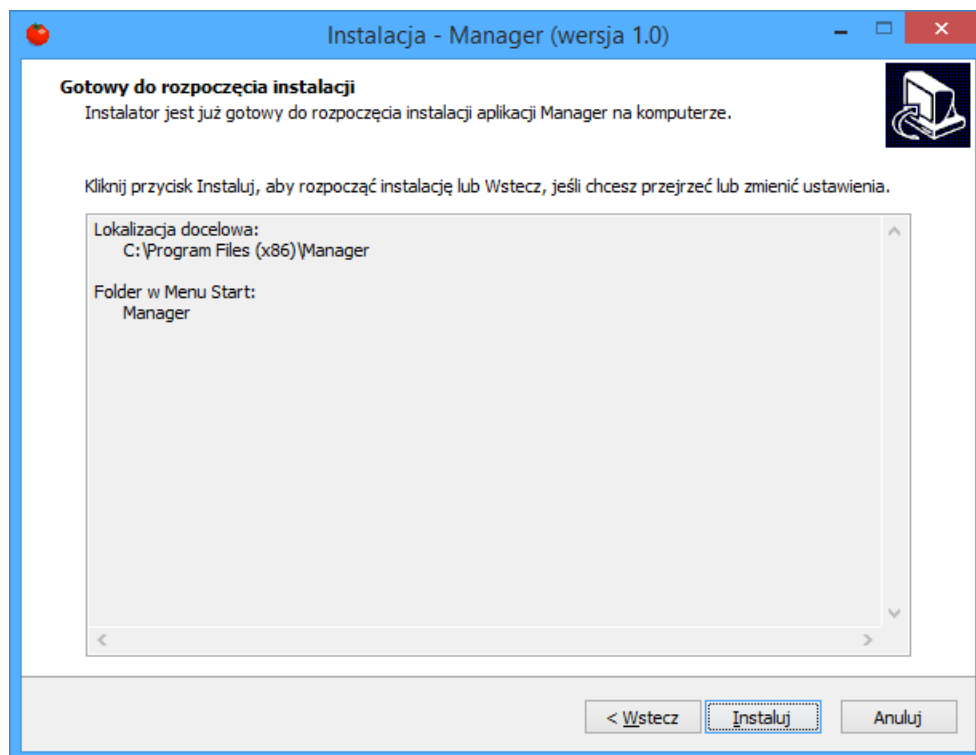 Instalacja - Manager (wersja 1.0)
Gotowy do rozpoczęcia instalacji
Instalator jest już gotowy do rozpoczęcia instalacji aplikacji Manager na komputerze.
Kliknij przycisk Instaluj, aby rozpocząć instalację lub Wstecz, jeśli chcesz przejrzeć lub zmienić ustawienia.
Lokalizacja docelowa:
C:\Program Files (x86)\Manager
Folder w Menu Start:
Manager
< Wstecz Instaluj Anuluj